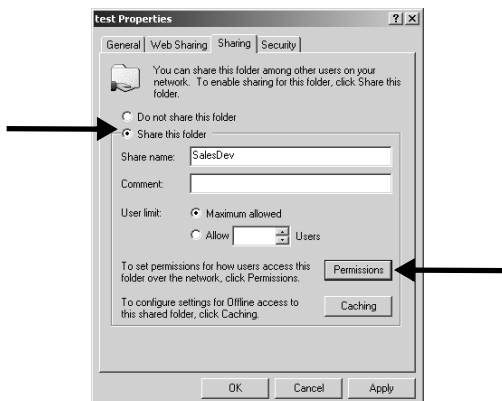 test Properties
General Web Sharing Sharing Security
You can share this folder among other users on your
network. To enable sharing for this folder, click Share this
folder.
Do not share this folder
Share this folder
Share name: SalesDev
Comment:
User limit: Maximum allowed
Allow Users
To set permissions for how users access this
folder over the network, click Permissions.
Permissions
To configure settings for Offline access to
this shared folder, click Caching.
Caching
OK Cancel Apply